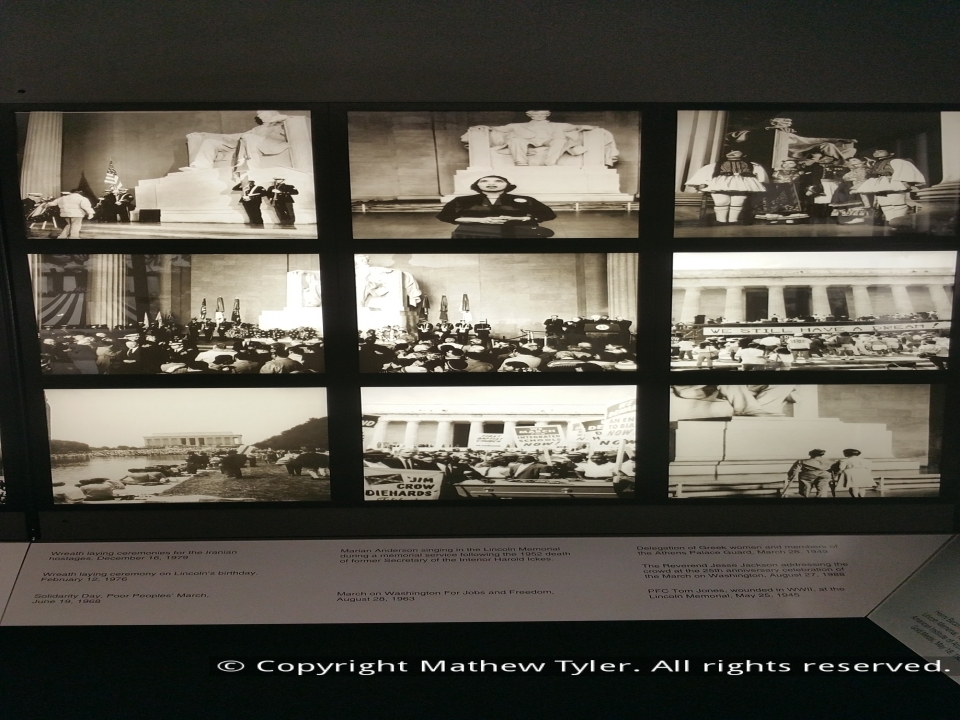 WE STILL HAVE A DREAM
MARCH
NOW
JIM
CROW
DIEHARDS
Wreath laying ceremonies for the Iranian
hostages, December 16, 1979
Wreath laying ceremony on Lincoln's birthday,
February 12, 1970
Solidarity Day, Poor Peoples' March,
June 19, 1968
Marian Anderson singing in the Lincoln Memorial
during a memorial service following the 1952 death
of former Secretary of the Interior Harold Ickes.
March on Washington For Jobs and Freedom,
August 28, 1963
Delegation of Greek women and members of
the Athens Palace Guard, March 26, 1949
The Reverend Jesse Jackson addressing the
crowd at the 25th anniversary celebration of
the March on Washington, August 27, 1988
PFC Tom Jones, wounded in WWII, at the
Lincoln Memorial, May 25, 1945
© Copyright Mathew Tyler. All rights reserved.